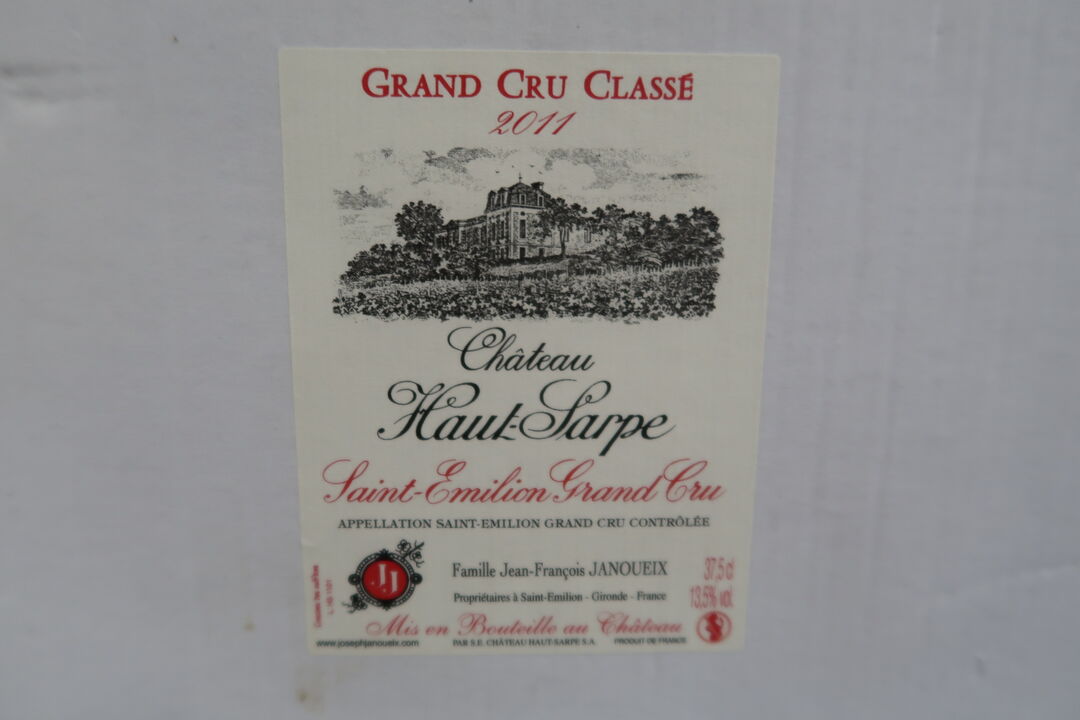 GRAND CRU CLASSÉ
2011
Château
Haut-Sarpe
Saint-Emilion Grand Cru
APPELLATION SAINT-EMILION GRAND CRU CONTRÔLÉE
JJ
Famille Jean-François JANOUEIX
Propriétaires à Saint-Emilion - Gironde - France
37,5 cl
13,5% vol.
Mis en Bouteille au Château
www.josephjanoueix.com
PAR S.E. CHÂTEAU HAUT-SARPE S.A.
PRODUIT DE FRANCE